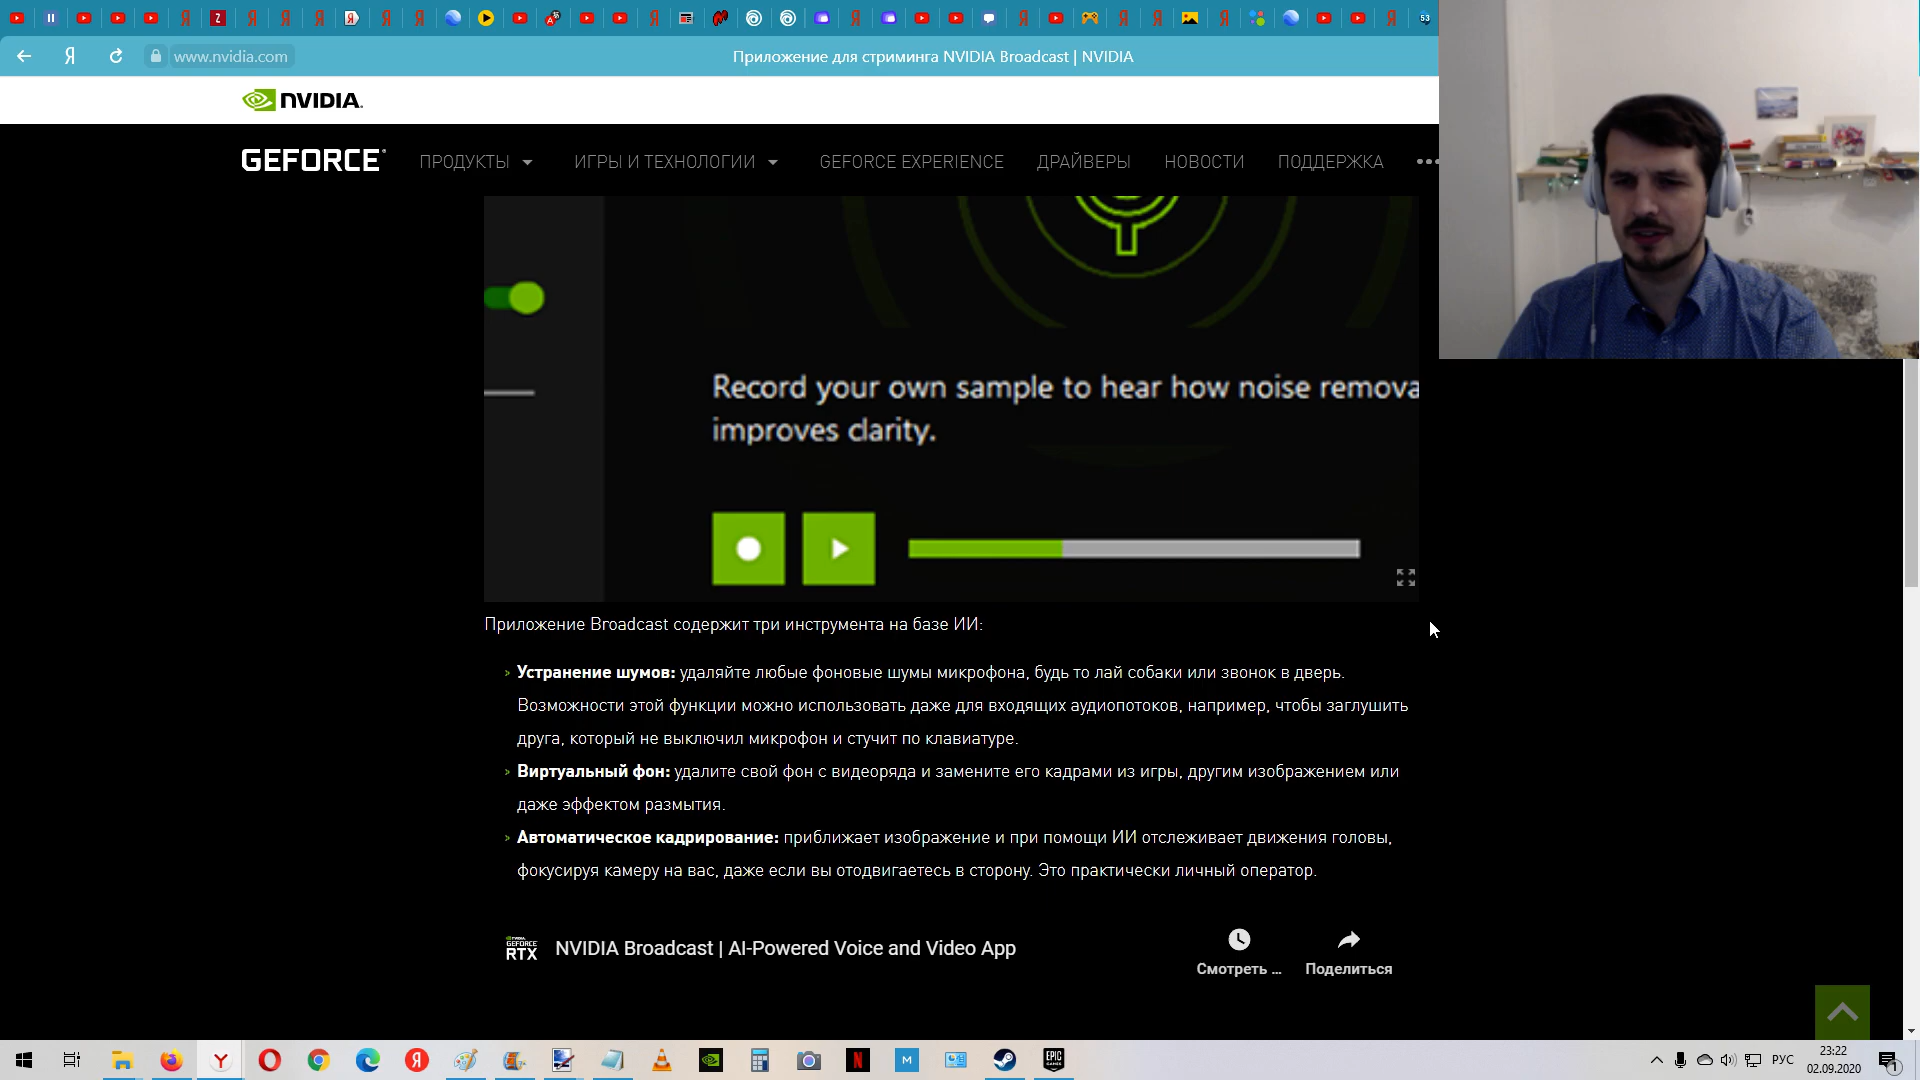 www.nvidia.com
Приложение для стриминга NVIDIA Broadcast | NVIDIA
53
NVIDIA.
GEFORCE
ПРОДУКТЫ
ИГРЫ И ТЕХНОЛОГИИ
GEFORCE EXPERIENCE
ДРАЙВЕРЫ
НОВОСТИ
ПОДДЕРЖКА
Record your own sample to hear how noise remova
improves clarity.
Приложение Broadcast содержит три инструмента на базе ИИ:
Устранение шумов: удаляйте любые фоновые шумы микрофона, будь то лай собаки или звонок в дверь.
Возможности этой функции можно использовать даже для входящих аудиопотоков, например, чтобы заглушить
друга, который не выключил микрофон и стучит по клавиатуре.
Виртуальный фон: удалите свой фон с видеоряда и замените его кадрами из игры, другим изображением или
даже эффектом размытия.
Автоматическое кадрирование: приближает изображение и при помощи ИИ отслеживает движения головы,
фокусируя камеру на вас, даже если вы отодвигаетесь в сторону. Это практически личный оператор.
GEFORCE
RTX
NVIDIA Broadcast | AI-Powered Voice and Video App
Смотреть ...
Поделиться
EPIC
GAMES
РУС
23:22
02.09.2020
1